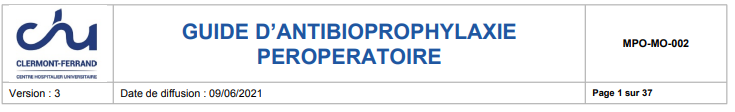 chu
CLERMONT-FERRAND
CENTRE HOSPITALIER UNIVERSITAIRE
GUIDE D’ANTIBIOPROPHYLAXIE
PEROPERATOIRE
MPO-MO-002
Version : 3
Date de diffusion : 09/06/2021
Page 1 sur 37